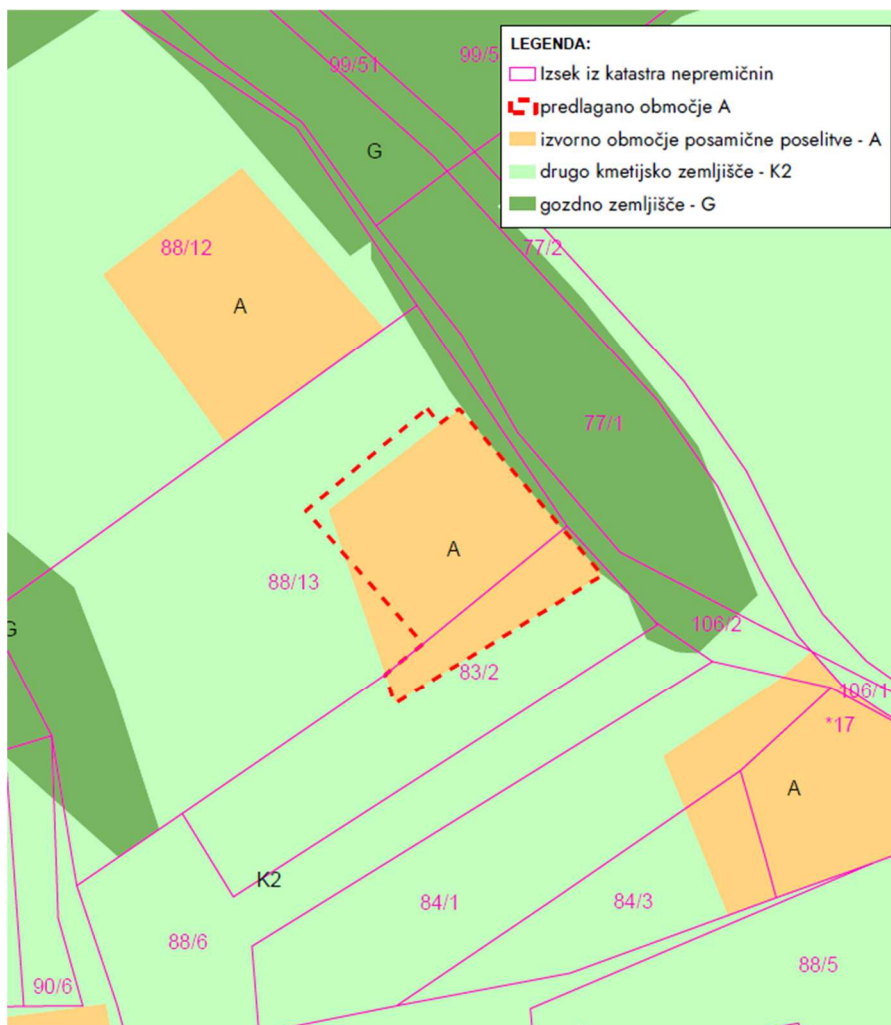 LEGENDA:
Izsek iz katastra nepremičnin
predlagano območje A
izvorno območje posamične poselitve - A
drugo kmetijsko zemljišče - K2
gozdno zemljišče - G
99/51
99/5
G
88/12
77/2
A
77/1
A
88/13
G
106/2
83/2
106/1
*17
A
K2
84/1
84/3
88/6
88/5
90/6